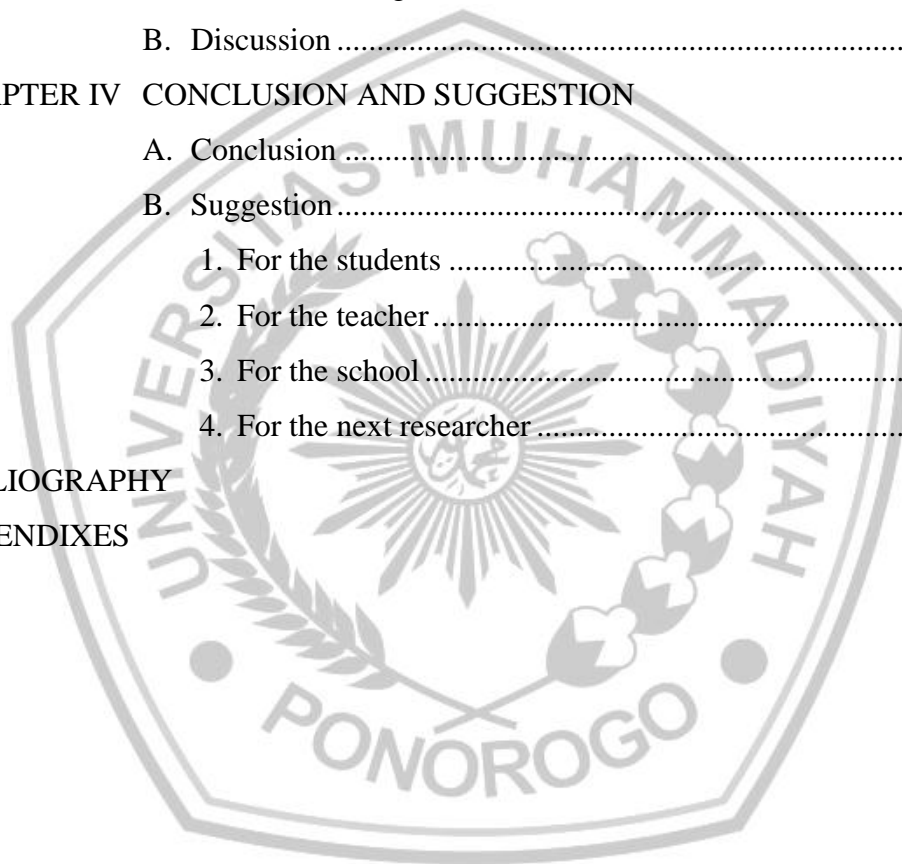 B. Discussion ..........................................................................
APTER IV CONCLUSION AND SUGGESTION
A. Conclusion ..........................................................................
B. Suggestion ..........................................................................
1. For the students ..........................................................................
2. For the teacher ..........................................................................
3. For the school ..........................................................................
4. For the next researcher ..........................................................................
LIOGRAPHY
ENDIXES
UNIVERSITAS MUHAMMADIYAH
PONOROGO